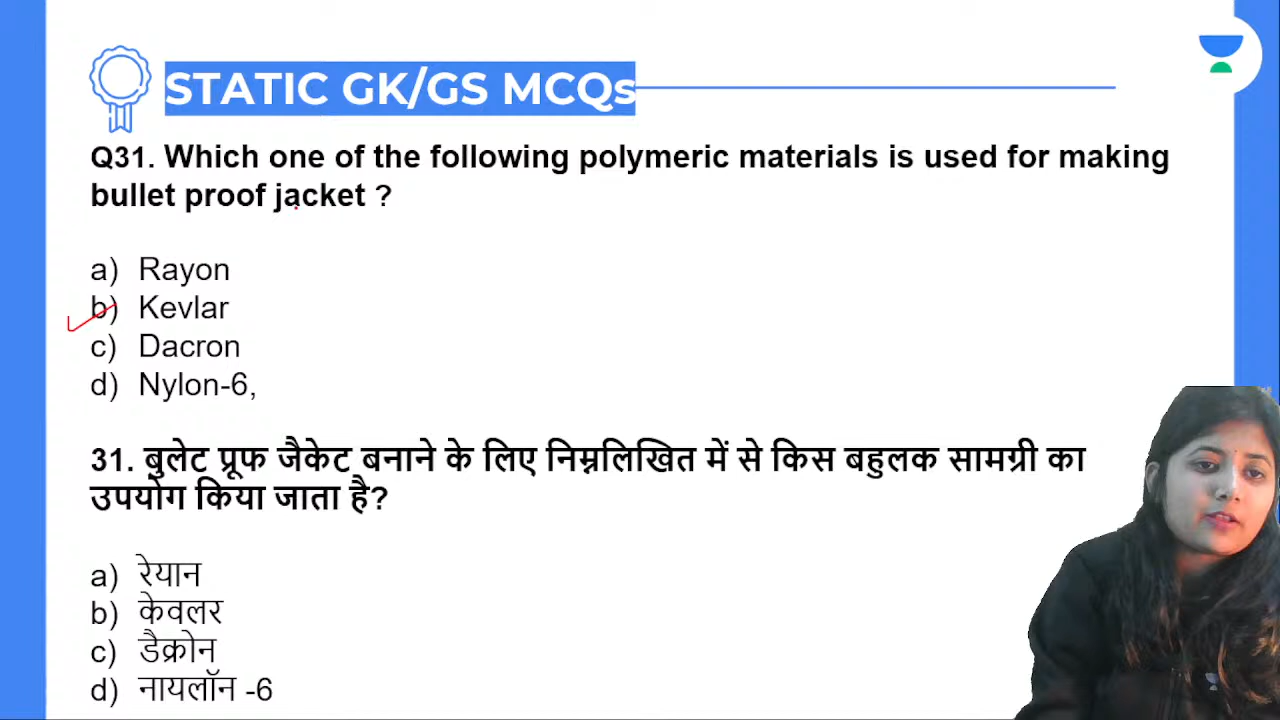 STATIC GK/GS MCQs
Q31. Which one of the following polymeric materials is used for making
bullet proof jacket ?
a) Rayon
b) Kevlar
c) Dacron
d) Nylon-6,
31. बुलेट प्रूफ जैकेट बनाने के लिए निम्नलिखित में से किस बहुलक सामग्री का
उपयोग किया जाता है?
a) रेयान
b) केवलर
c) डैक्रोन
d) नायलॉन -6